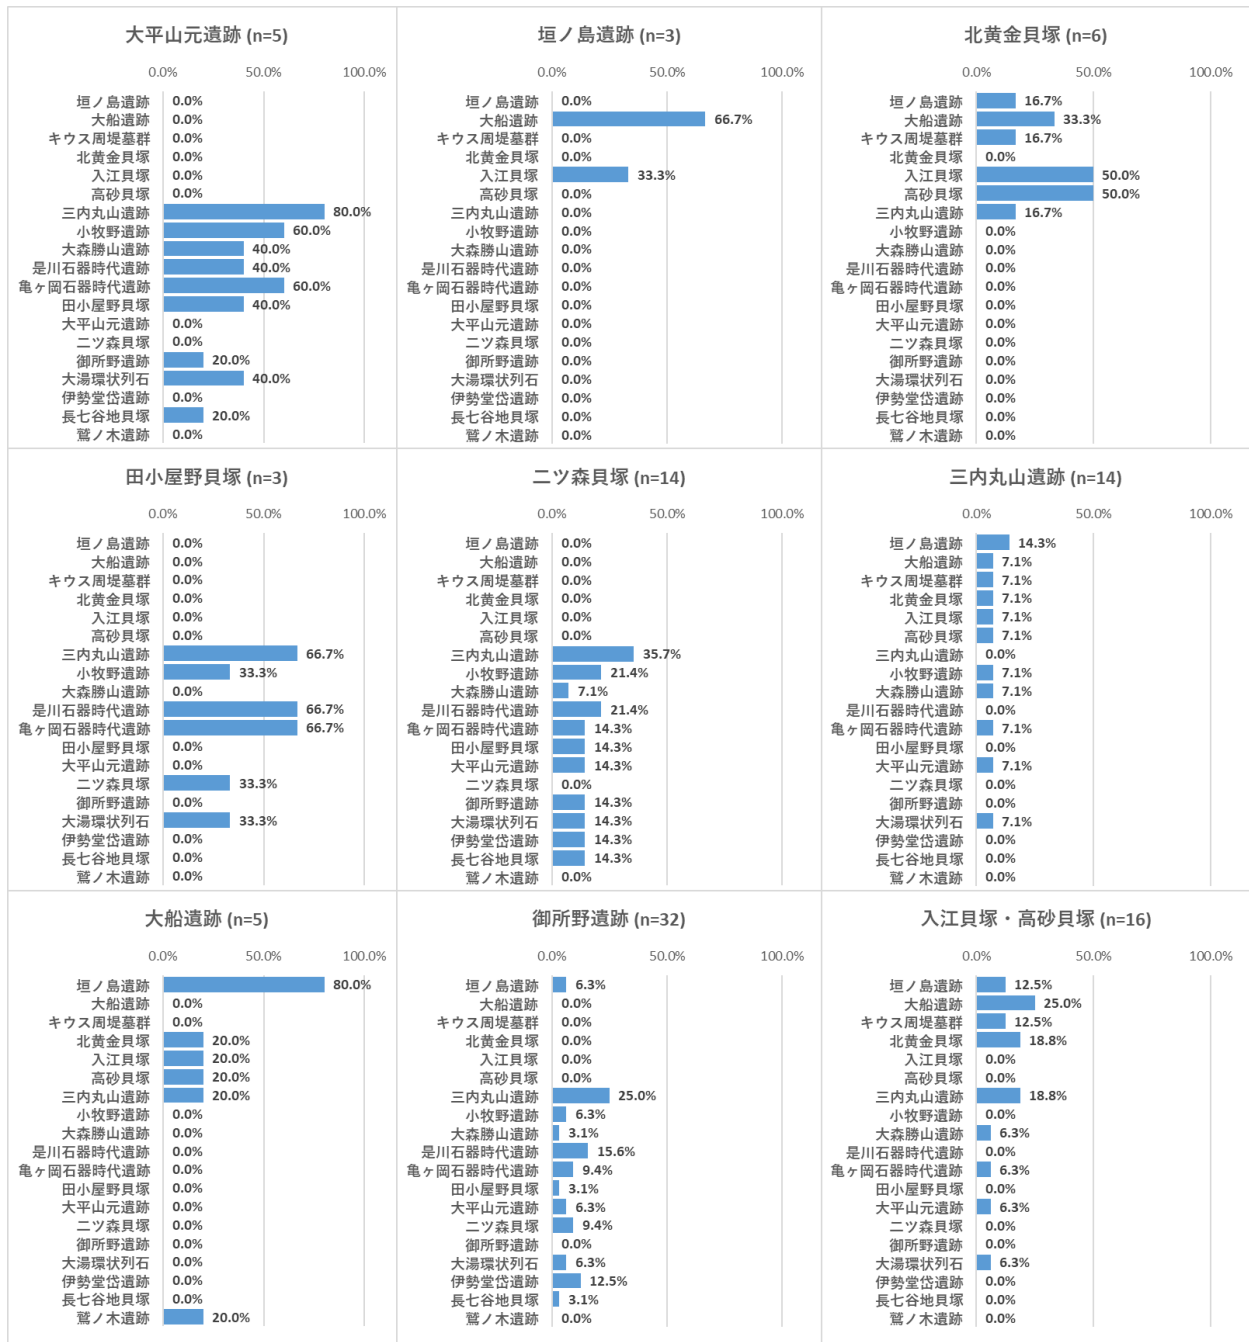 大平山元遺跡 (n=5)
0.0% 50.0% 100.0%
垣ノ島遺跡 0.0%
大船遺跡 0.0%
キウス周堤墓群 0.0%
北黄金貝塚 0.0%
入江貝塚 0.0%
高砂貝塚 0.0%
三内丸山遺跡 80.0%
小牧野遺跡 60.0%
大森勝山遺跡 40.0%
是川石器時代遺跡 40.0%
亀ヶ岡石器時代遺跡 60.0%
田小屋野貝塚 40.0%
大平山元遺跡 0.0%
二ツ森貝塚 0.0%
御所野遺跡 20.0%
大湯環状列石 40.0%
伊勢堂岱遺跡 0.0%
長七谷地貝塚 20.0%
鷲ノ木遺跡 0.0%
垣ノ島遺跡 (n=3)
0.0% 50.0% 100.0%
垣ノ島遺跡 0.0%
大船遺跡 66.7%
キウス周堤墓群 0.0%
北黄金貝塚 0.0%
入江貝塚 33.3%
高砂貝塚 0.0%
三内丸山遺跡 0.0%
小牧野遺跡 0.0%
大森勝山遺跡 0.0%
是川石器時代遺跡 0.0%
亀ヶ岡石器時代遺跡 0.0%
田小屋野貝塚 0.0%
大平山元遺跡 0.0%
二ツ森貝塚 0.0%
御所野遺跡 0.0%
大湯環状列石 0.0%
伊勢堂岱遺跡 0.0%
長七谷地貝塚 0.0%
鷲ノ木遺跡 0.0%
北黄金貝塚 (n=6)
0.0% 50.0% 100.0%
垣ノ島遺跡 16.7%
大船遺跡 33.3%
キウス周堤墓群 16.7%
北黄金貝塚 0.0%
入江貝塚 50.0%
高砂貝塚 50.0%
三内丸山遺跡 16.7%
小牧野遺跡 0.0%
大森勝山遺跡 0.0%
是川石器時代遺跡 0.0%
亀ヶ岡石器時代遺跡 0.0%
田小屋野貝塚 0.0%
大平山元遺跡 0.0%
二ツ森貝塚 0.0%
御所野遺跡 0.0%
大湯環状列石 0.0%
伊勢堂岱遺跡 0.0%
長七谷地貝塚 0.0%
鷲ノ木遺跡 0.0%
田小屋野貝塚 (n=3)
0.0% 50.0% 100.0%
垣ノ島遺跡 0.0%
大船遺跡 0.0%
キウス周堤墓群 0.0%
北黄金貝塚 0.0%
入江貝塚 0.0%
高砂貝塚 0.0%
三内丸山遺跡 66.7%
小牧野遺跡 33.3%
大森勝山遺跡 0.0%
是川石器時代遺跡 66.7%
亀ヶ岡石器時代遺跡 66.7%
田小屋野貝塚 0.0%
大平山元遺跡 0.0%
二ツ森貝塚 33.3%
御所野遺跡 0.0%
大湯環状列石 33.3%
伊勢堂岱遺跡 0.0%
長七谷地貝塚 0.0%
鷲ノ木遺跡 0.0%
二ツ森貝塚 (n=14)
0.0% 50.0% 100.0%
垣ノ島遺跡 0.0%
大船遺跡 0.0%
キウス周堤墓群 0.0%
北黄金貝塚 0.0%
入江貝塚 0.0%
高砂貝塚 0.0%
三内丸山遺跡 35.7%
小牧野遺跡 21.4%
大森勝山遺跡 7.1%
是川石器時代遺跡 21.4%
亀ヶ岡石器時代遺跡 14.3%
田小屋野貝塚 14.3%
大平山元遺跡 14.3%
二ツ森貝塚 0.0%
御所野遺跡 14.3%
大湯環状列石 14.3%
伊勢堂岱遺跡 14.3%
長七谷地貝塚 14.3%
鷲ノ木遺跡 0.0%
三内丸山遺跡 (n=14)
0.0% 50.0% 100.0%
垣ノ島遺跡 14.3%
大船遺跡 7.1%
キウス周堤墓群 7.1%
北黄金貝塚 7.1%
入江貝塚 7.1%
高砂貝塚 7.1%
三内丸山遺跡 0.0%
小牧野遺跡 7.1%
大森勝山遺跡 7.1%
是川石器時代遺跡 0.0%
亀ヶ岡石器時代遺跡 7.1%
田小屋野貝塚 0.0%
大平山元遺跡 7.1%
二ツ森貝塚 0.0%
御所野遺跡 0.0%
大湯環状列石 7.1%
伊勢堂岱遺跡 0.0%
長七谷地貝塚 0.0%
鷲ノ木遺跡 0.0%
大船遺跡 (n=5)
0.0% 50.0% 100.0%
垣ノ島遺跡 80.0%
大船遺跡 0.0%
キウス周堤墓群 0.0%
北黄金貝塚 20.0%
入江貝塚 20.0%
高砂貝塚 20.0%
三内丸山遺跡 20.0%
小牧野遺跡 0.0%
大森勝山遺跡 0.0%
是川石器時代遺跡 0.0%
亀ヶ岡石器時代遺跡 0.0%
田小屋野貝塚 0.0%
大平山元遺跡 0.0%
二ツ森貝塚 0.0%
御所野遺跡 0.0%
大湯環状列石 0.0%
伊勢堂岱遺跡 0.0%
長七谷地貝塚 0.0%
鷲ノ木遺跡 20.0%
御所野遺跡 (n=32)
0.0% 50.0% 100.0%
垣ノ島遺跡 6.3%
大船遺跡 0.0%
キウス周堤墓群 0.0%
北黄金貝塚 0.0%
入江貝塚 0.0%
高砂貝塚 0.0%
三内丸山遺跡 25.0%
小牧野遺跡 6.3%
大森勝山遺跡 3.1%
是川石器時代遺跡 15.6%
亀ヶ岡石器時代遺跡 9.4%
田小屋野貝塚 3.1%
大平山元遺跡 6.3%
二ツ森貝塚 9.4%
御所野遺跡 0.0%
大湯環状列石 6.3%
伊勢堂岱遺跡 12.5%
長七谷地貝塚 3.1%
鷲ノ木遺跡 0.0%
入江貝塚・高砂貝塚 (n=16)
0.0% 50.0% 100.0%
垣ノ島遺跡 12.5%
大船遺跡 25.0%
キウス周堤墓群 12.5%
北黄金貝塚 18.8%
入江貝塚 0.0%
高砂貝塚 0.0%
三内丸山遺跡 18.8%
小牧野遺跡 0.0%
大森勝山遺跡 6.3%
是川石器時代遺跡 0.0%
亀ヶ岡石器時代遺跡 6.3%
田小屋野貝塚 0.0%
大平山元遺跡 6.3%
二ツ森貝塚 0.0%
御所野遺跡 0.0%
大湯環状列石 6.3%
伊勢堂岱遺跡 0.0%
長七谷地貝塚 0.0%
鷲ノ木遺跡 0.0%